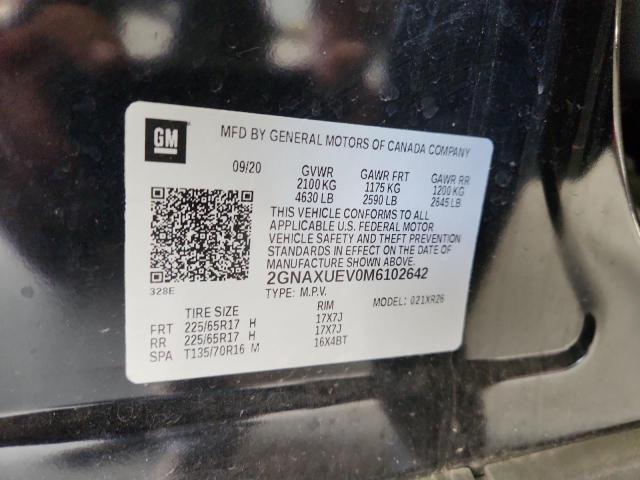 GM
MFD BY GENERAL MOTORS OF CANADA COMPANY
09/20 GVWR GAWR FRT GAWR RR
2100 KG 1175 KG 1200 KG
4630 LB 2590 LB 2645 LB
THIS VEHICLE CONFORMS TO ALL
APPLICABLE U.S. FEDERAL MOTOR
VEHICLE SAFETY AND THEFT PREVENTION
STANDARDS IN EFFECT ON THE DATE OF
MANUFACTURE SHOWN ABOVE.
2GNAXUEV0M6102642
328E TYPE: M.P.V. MODEL: 021XR26
TIRE SIZE RIM
FRT 225/65R17 H 17X7J
RR 225/65R17 H 17X7J
SPA T135/70R16 M 16X4BT